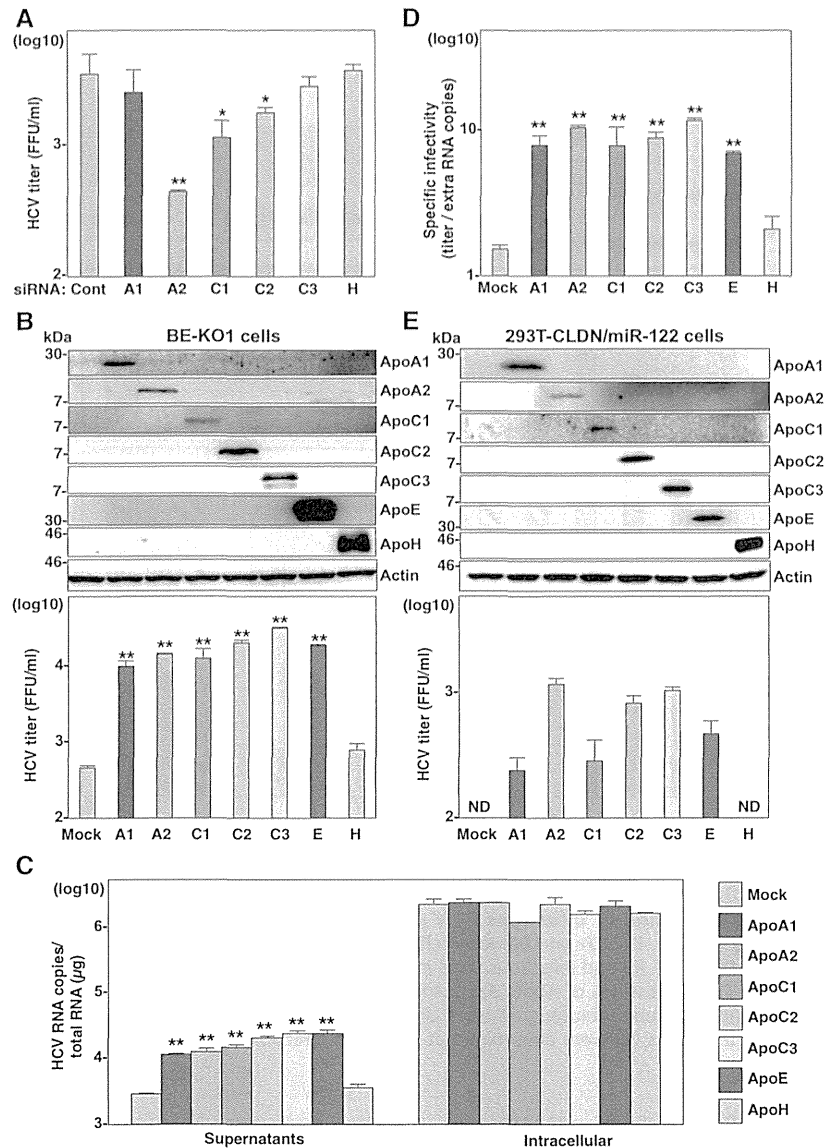 A
(log10)
HCV titer (FFU/ml)
3
2
* * **
siRNA: Cont A1 A2 C1 C2 C3 H
D
(log10)
Specific infectivity
(titer / extra RNA copies)
10
1
** ** ** ** ** **
Mock A1 A2 C1 C2 C3 E H
B
BE-KO1 cells
kDa
30- ApoA1
7- ApoA2
7- ApoC1
7- ApoC2
7- ApoC3
30- ApoE
46- ApoH
46- Actin
(log10)
HCV titer (FFU/ml)
4
3
2
** ** ** ** ** **
Mock A1 A2 C1 C2 C3 E H
E
293T-CLDN/miR-122 cells
kDa
30- ApoA1
7- ApoA2
7- ApoC1
7- ApoC2
7- ApoC3
30- ApoE
46- ApoH
46- Actin
(log10)
HCV titer (FFU/ml)
3
2
ND ND
Mock A1 A2 C1 C2 C3 E H
C
(log10)
HCV RNA copies/
total RNA (µg)
6
5
4
3
** ** ** ** ** **
Supernatants Intracellular
Mock
ApoA1
ApoA2
ApoC1
ApoC2
ApoC3
ApoE
ApoH